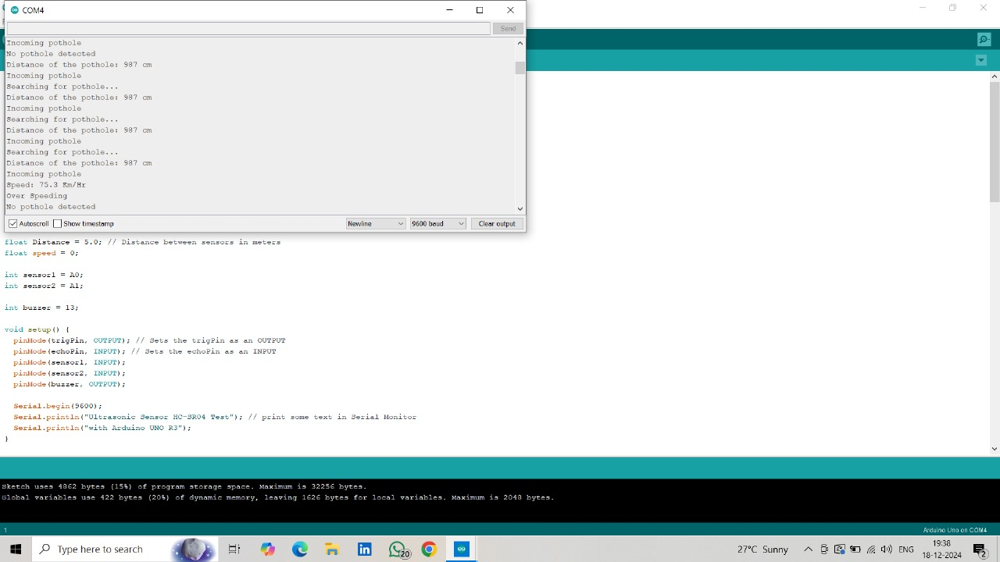 COM4
Send
Incoming pothole
No pothole detected
Distance of the pothole: 987 cm
Incoming pothole
Searching for pothole...
Distance of the pothole: 987 cm
Incoming pothole
Searching for pothole...
Distance of the pothole: 987 cm
Incoming pothole
Searching for pothole...
Distance of the pothole: 987 cm
Incoming pothole
Speed: 75.3 Km/Hr
Over Speeding
No pothole detected
Autoscroll Show timestamp Newline 9600 baud Clear output
float Distance = 5.0; // Distance between sensors in meters
float speed = 0;
int sensor1 = A0;
int sensor2 = A1;
int buzzer = 13;
void setup() {
pinMode(trigPin, OUTPUT); // Sets the trigPin as an OUTPUT
pinMode(echoPin, INPUT); // Sets the echoPin as an INPUT
pinMode(sensor1, INPUT);
pinMode(sensor2, INPUT);
pinMode(buzzer, OUTPUT);
Serial.begin(9600);
Serial.println("Ultrasonic Sensor HC-SR04 Test"); // print some text in Serial Monitor
Serial.println("with Arduino UNO R3");
}
Sketch uses 4862 bytes (15%) of program storage space. Maximum is 32256 bytes.
Global variables use 422 bytes (20%) of dynamic memory, leaving 1626 bytes for local variables. Maximum is 2048 bytes.
1 Arduino Uno on COM4
Type here to search 20 27°C Sunny ENG 19:38
18-12-2024 2